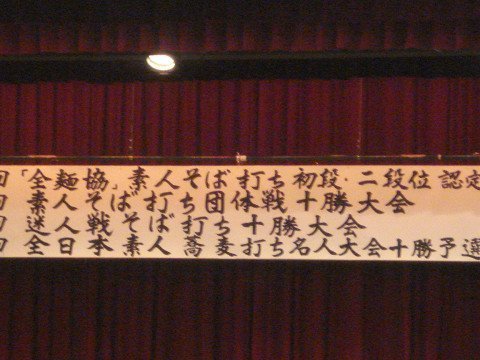 回「全麺協」素人そば打ち初段・二段位 認定
回 素人そば打ち団体戦十勝大会
回 迷人戦そば打ち十勝大会
回 全日本素人蕎麦打ち名人大会十勝予選